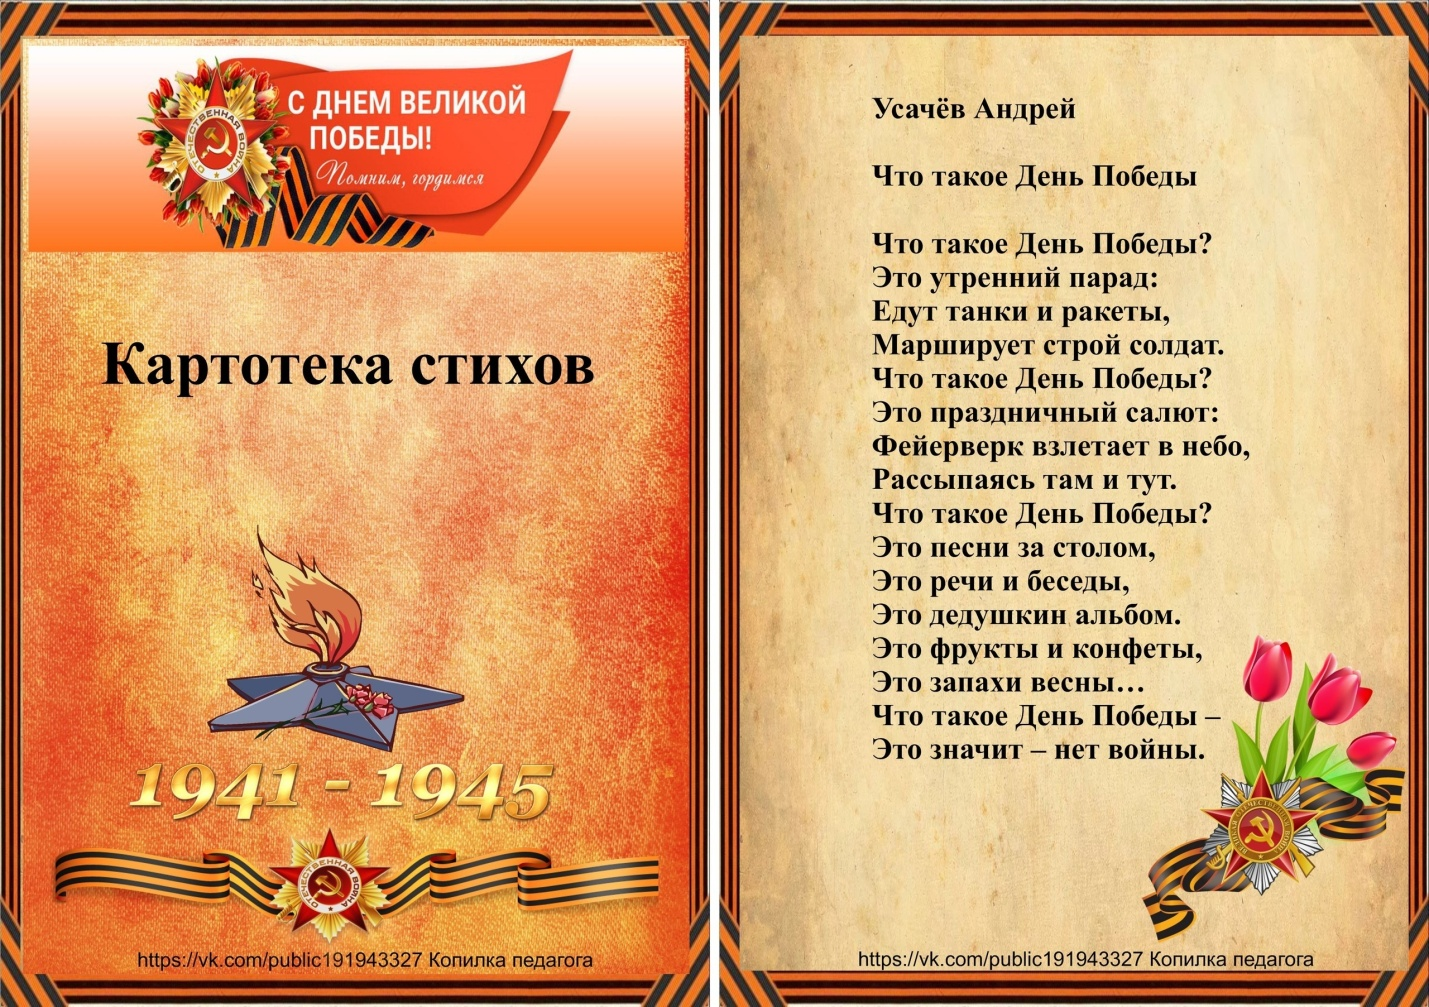 С ДНЕМ ВЕЛИКОЙ
ПОБЕДЫ!
Помним, гордимся
ОТЕЧЕСТВЕННАЯ ВОЙНА
Картотека стихов
1941 - 1945
ОТЕЧЕСТВЕННАЯ ВОЙНА
https://vk.com/public191943327 Копилка педагога
Усачёв Андрей
Что такое День Победы
Что такое День Победы?
Это утренний парад:
Едут танки и ракеты,
Марширует строй солдат.
Что такое День Победы?
Это праздничный салют:
Фейерверк взлетает в небо,
Рассыпаясь там и тут.
Что такое День Победы?
Это песни за столом,
Это речи и беседы,
Это дедушкин альбом.
Это фрукты и конфеты,
Это запахи весны…
Что такое День Победы –
Это значит – нет войны.
https://vk.com/public191943327 Копилка педагога